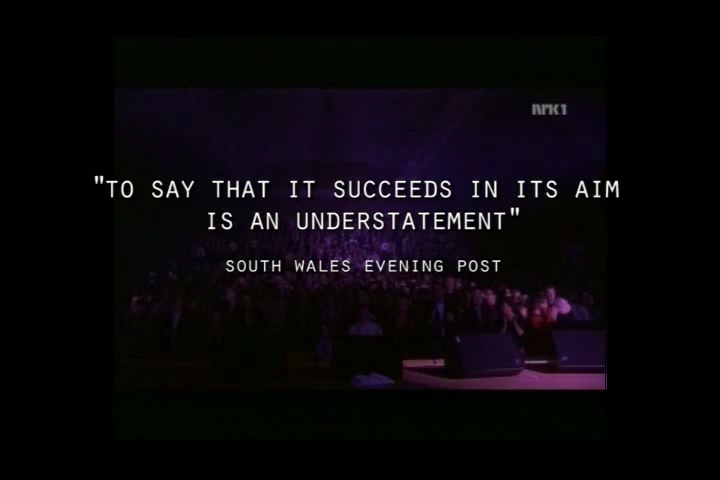 NRK1
"TO SAY THAT IT SUCCEEDS IN ITS AIM
IS AN UNDERSTATEMENT"
SOUTH WALES EVENING POST